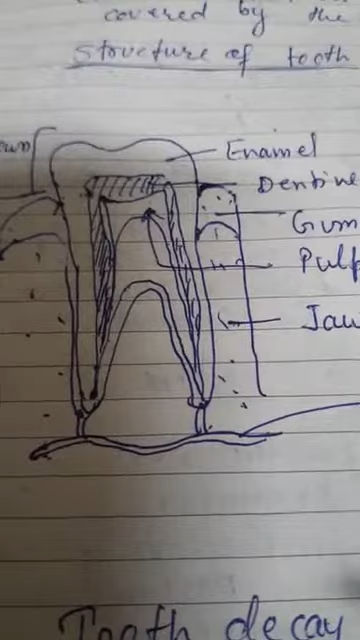 covered by the
structure of tooth
Enamel
Dentine
Gum
Pulp
Jaw
Tooth decay